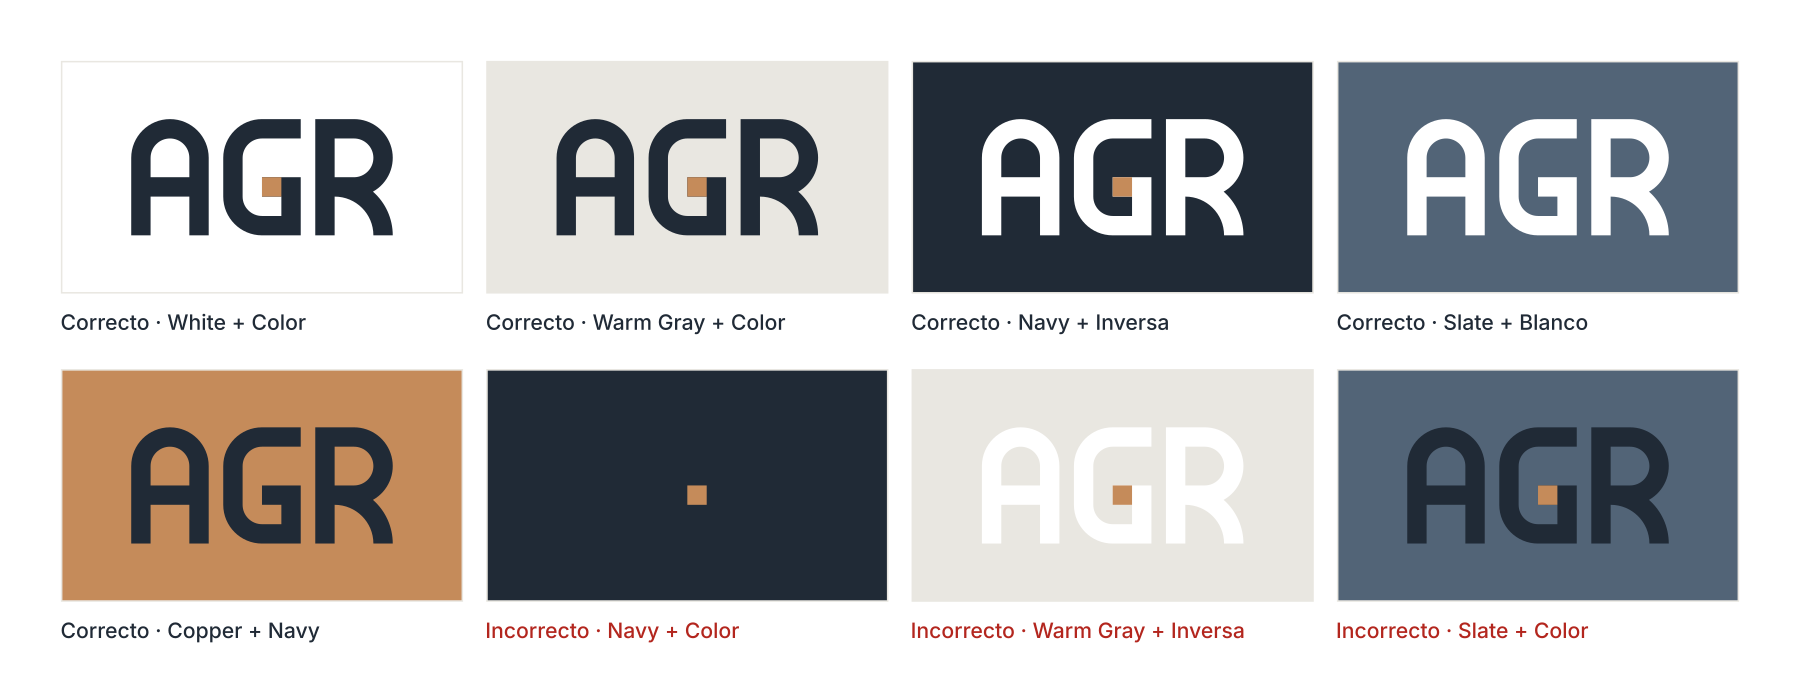 AGR
AGR
AGR
AGR
Correcto · White + Color
Correcto · Warm Gray + Color
Correcto · Navy + Inversa
Correcto · Slate + Blanco
AGR
AGR
AGR
Correcto · Copper + Navy
Incorrecto · Navy + Color
Incorrecto · Warm Gray + Inversa
Incorrecto · Slate + Color